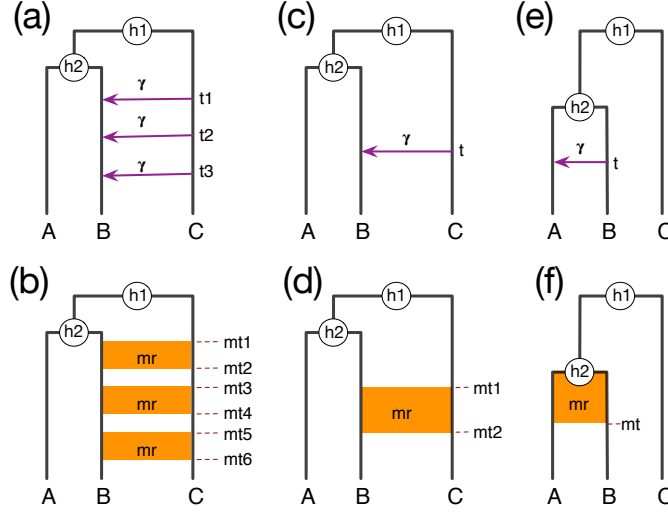 (a)
h1
h2
γ
t1
γ
t2
γ
t3
A B C
(c)
h1
h2
γ
t
A B C
(e)
h1
h2
γ
t
A B C
(b)
h1
h2
mt1
mr
mt2
mt3
mr
mt4
mt5
mr
mt6
A B C
(d)
h1
h2
mt1
mr
mt2
A B C
(f)
h1
h2
mr
mt
A B C